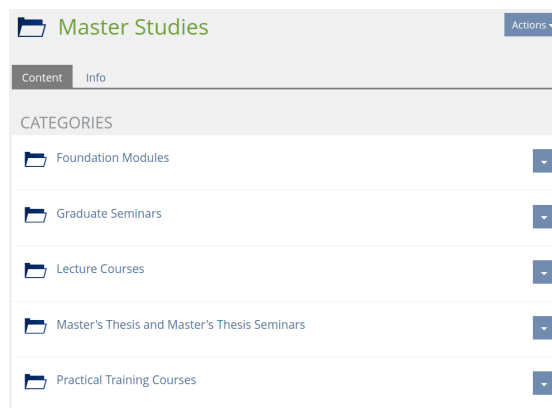 Master Studies
Actions
Content
Info
CATEGORIES
Foundation Modules
Graduate Seminars
Lecture Courses
Master's Thesis and Master's Thesis Seminars
Practical Training Courses